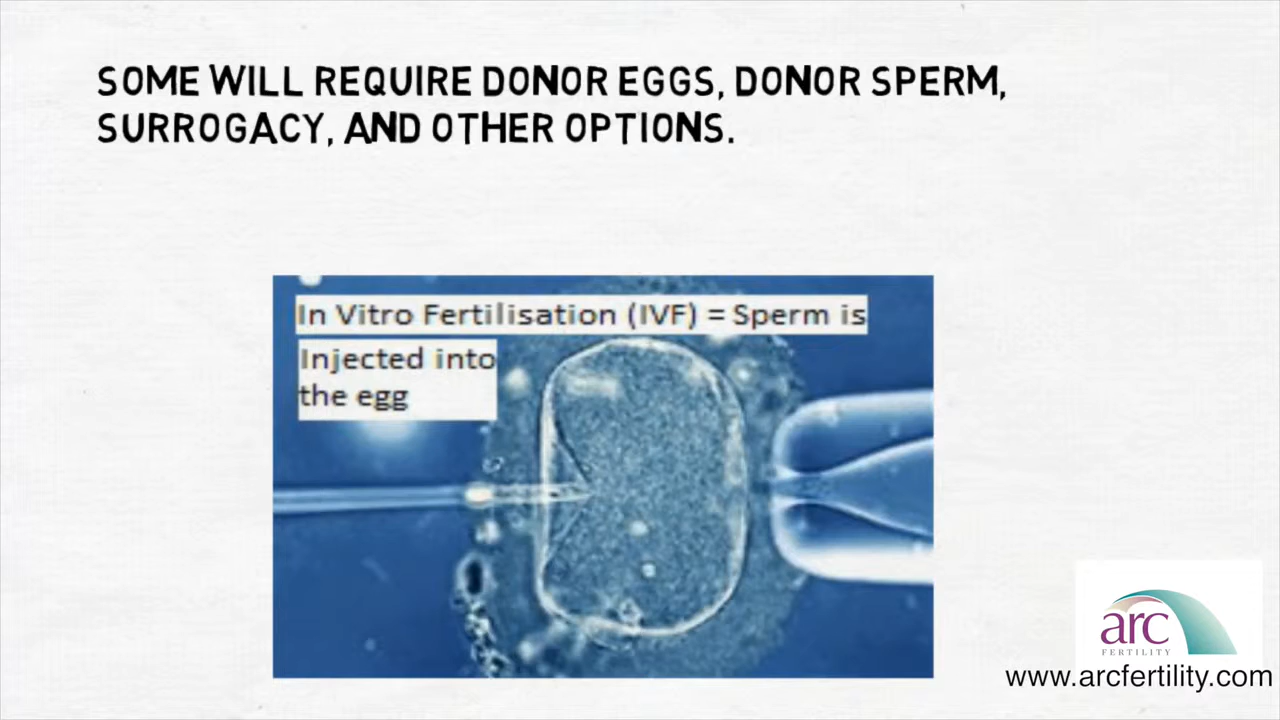 SOME WILL REQUIRE DONOR EGGS, DONOR SPERM,
SURROGACY, AND OTHER OPTIONS.
In Vitro Fertilisation (IVF) = Sperm is
Injected into
the egg
arc
FERTILITY
www.arcfertility.com